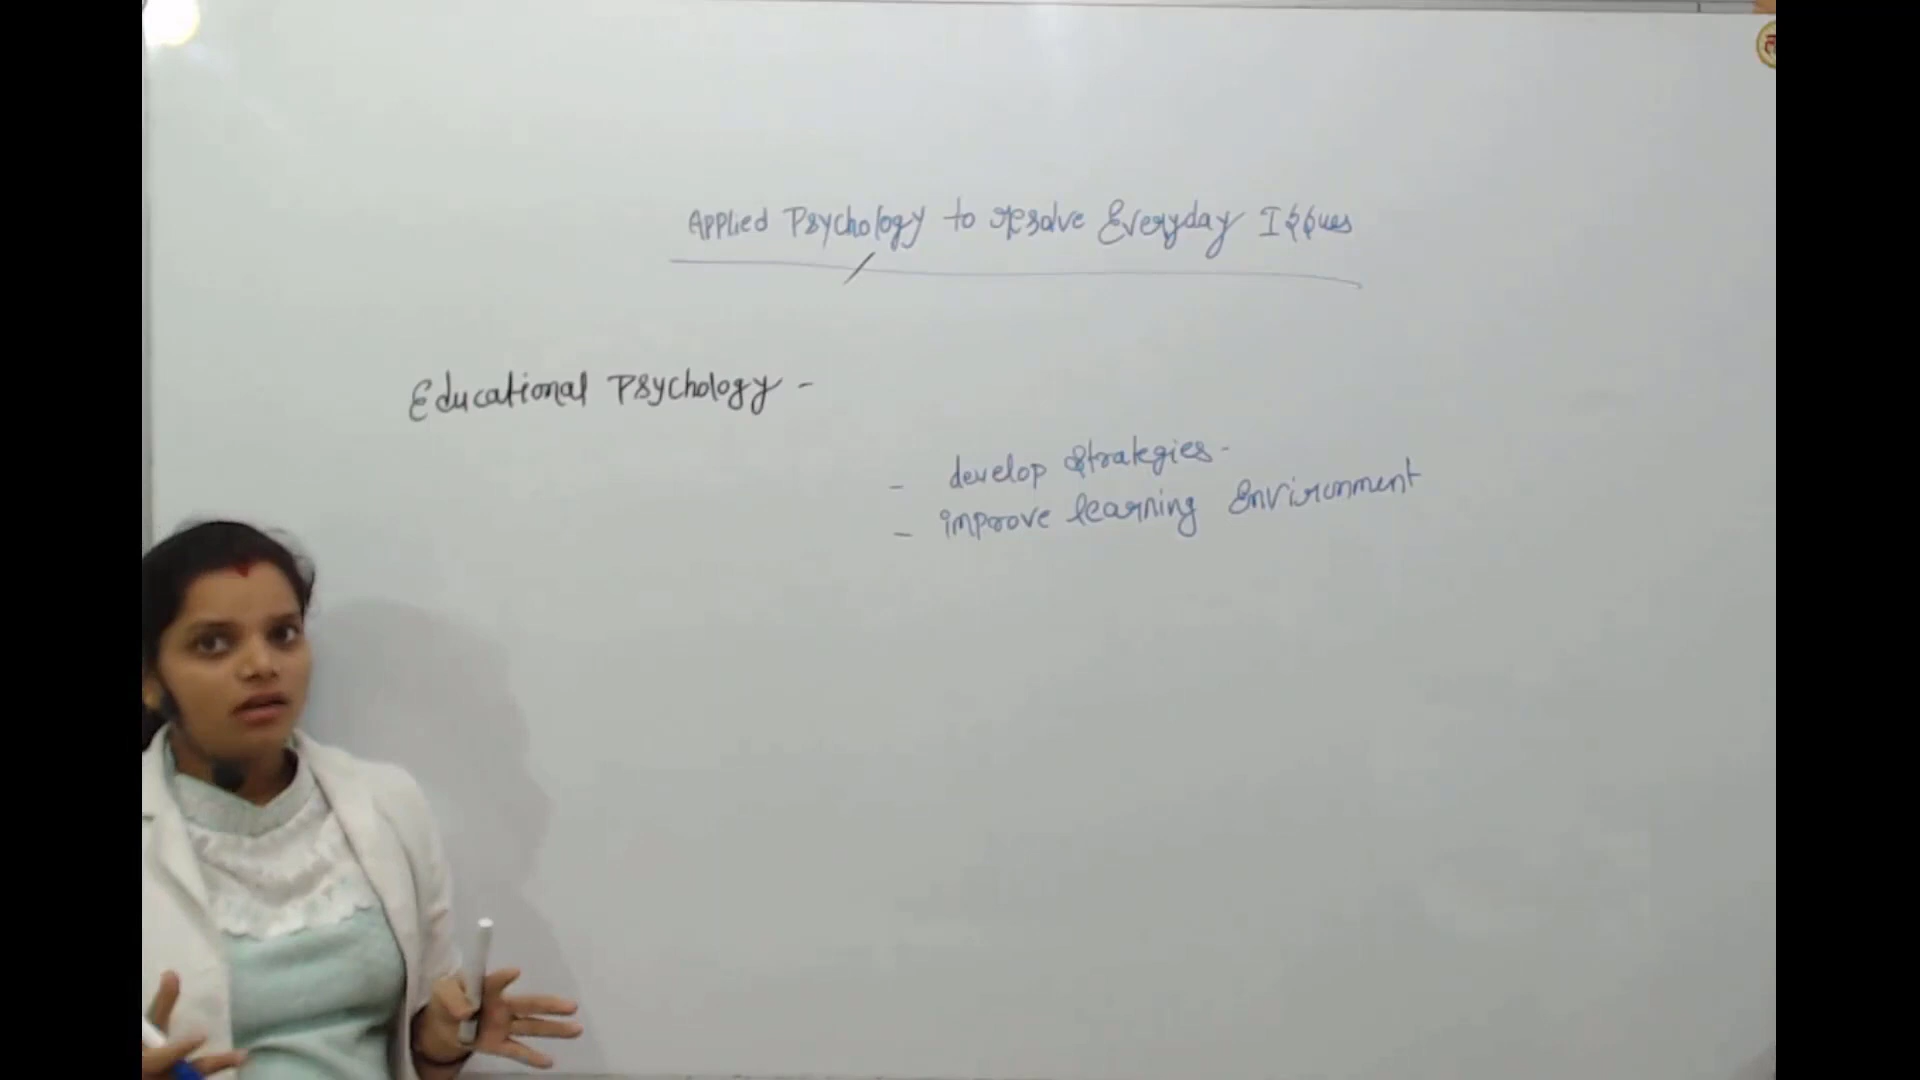 Applied Psychology to resolve Everyday Issues
Educational Psychology -
- develop strategies -
- improve learning Environment